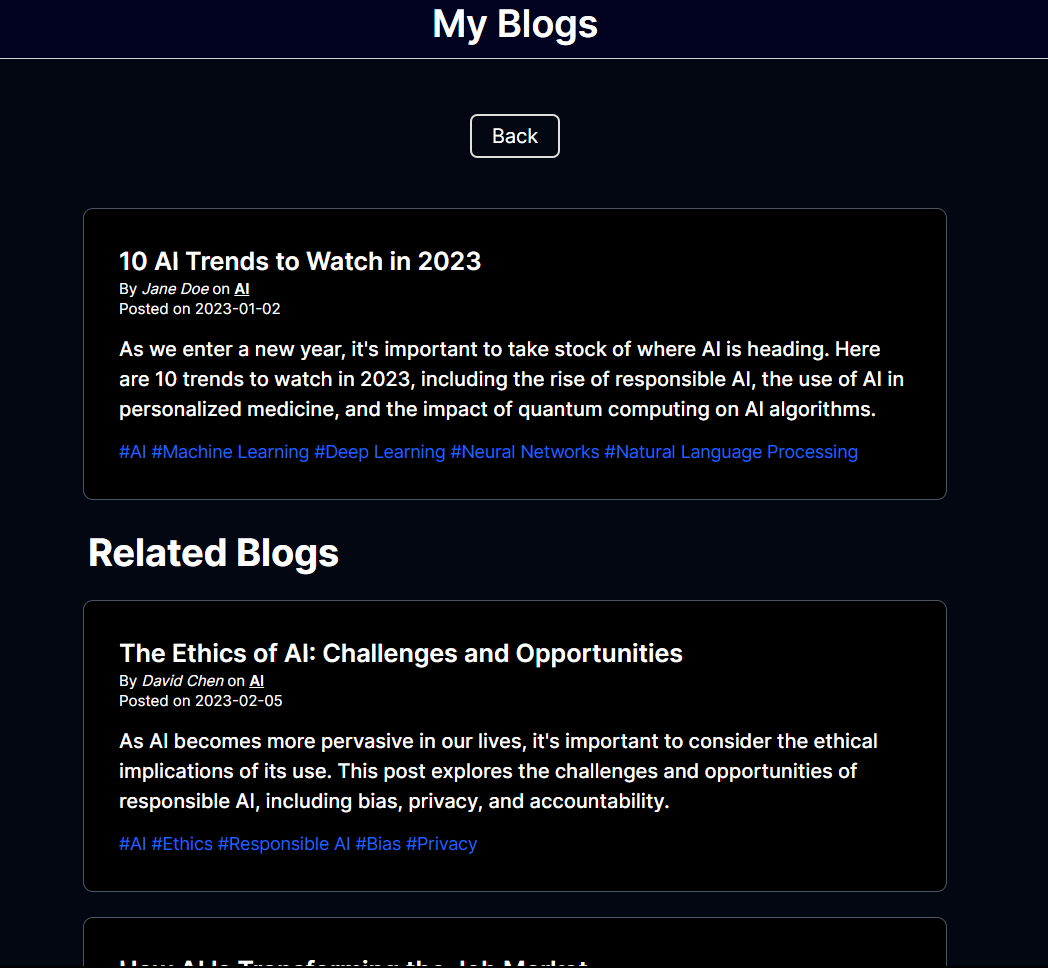 My Blogs
Back
10 AI Trends to Watch in 2023
By Jane Doe on AI
Posted on 2023-01-02
As we enter a new year, it's important to take stock of where AI is heading. Here
are 10 trends to watch in 2023, including the rise of responsible AI, the use of AI in
personalized medicine, and the impact of quantum computing on AI algorithms.
#AI #Machine Learning #Deep Learning #Neural Networks #Natural Language Processing
Related Blogs
The Ethics of AI: Challenges and Opportunities
By David Chen on AI
Posted on 2023-02-05
As AI becomes more pervasive in our lives, it's important to consider the ethical
implications of its use. This post explores the challenges and opportunities of
responsible AI, including bias, privacy, and accountability.
#AI #Ethics #Responsible AI #Bias #Privacy
How AI Is Transforming the Job Market